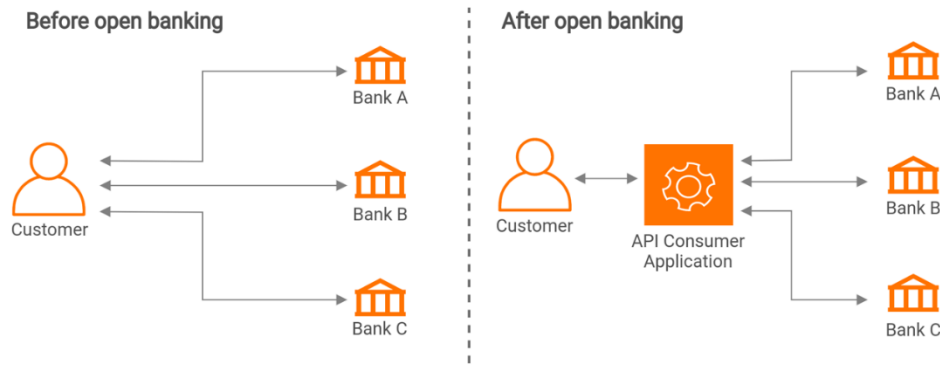 Before open banking
After open banking
Bank A
Bank B
Customer
Bank C
Bank A
Bank B
Customer
API Consumer
Application
Bank C